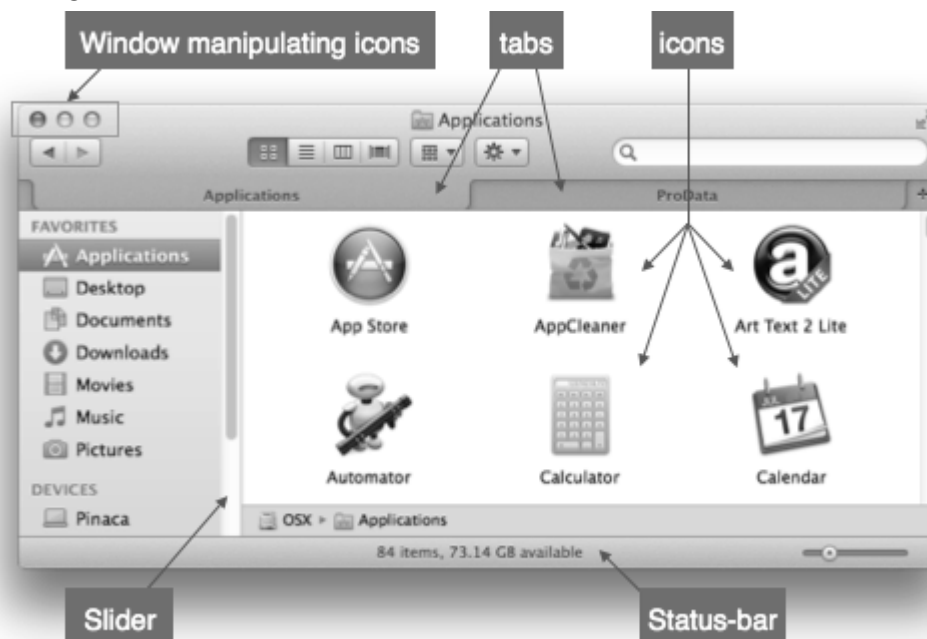 Window manipulating icons
tabs
icons
Applications
Applications
ProData
FAVORITES
Applications
Desktop
Documents
Downloads
Movies
Music
Pictures
DEVICES
Pinaca
App Store
AppCleaner
Art Text 2 Lite
a
LITE
Automator
Calculator
Calendar
JUL
17
OSX
Applications
84 items, 73.14 GB available
Slider
Status-bar